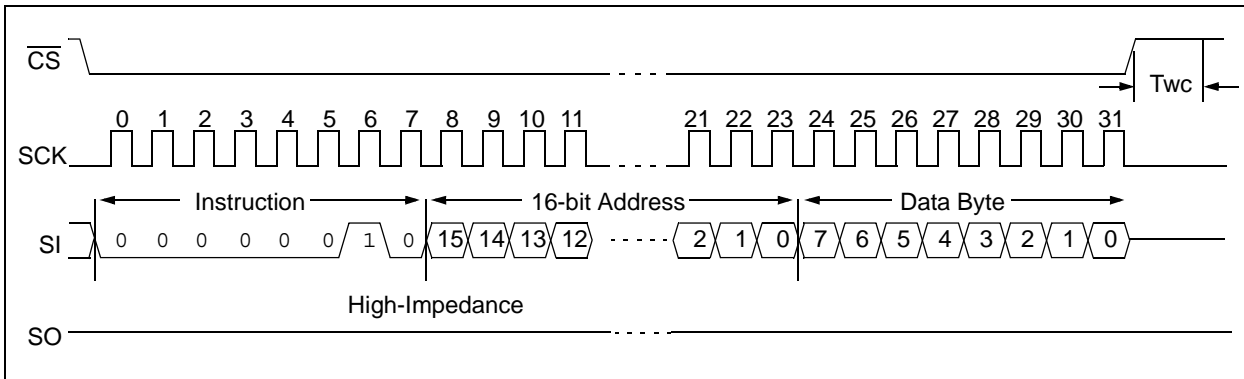 CS
Twc
0 1 2 3 4 5 6 7 8 9 10 11 21 22 23 24 25 26 27 28 29 30 31
SCK
Instruction 16-bit Address Data Byte
SI 0 0 0 0 0 0 1 0 15 14 13 12 2 1 0 7 6 5 4 3 2 1 0
High-Impedance
SO